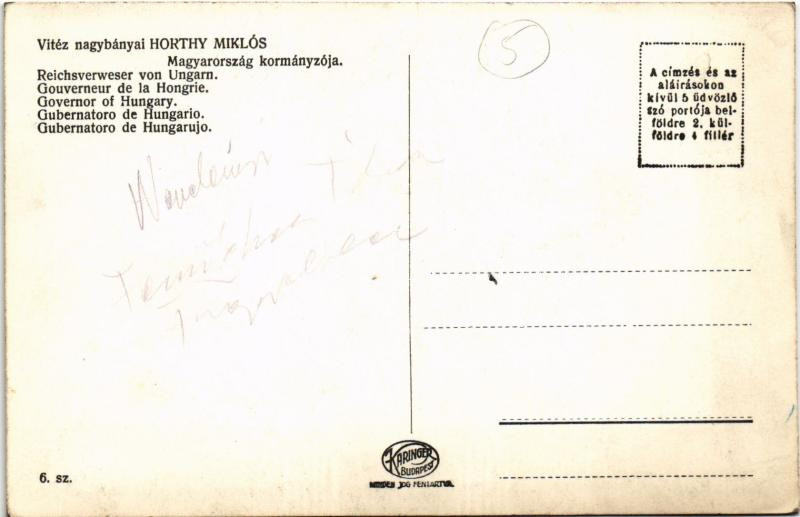 Vitéz nagybányai HORTHY MIKLÓS
Magyarország kormányzója.
Reichsverweser von Ungarn.
Gouverneur de la Hongrie.
Governor of Hungary.
Gubernatoro de Hungario.
Gubernatoro de Hungarujo.
5
A címzés és az
aláírásokon
kívül 5 üdvözlő
szó portója bel-
földre 2, kül-
földre 4 fillér
6. sz.
KARINGER
BUDAPEST
MINDEN JOG FENTARTVA.